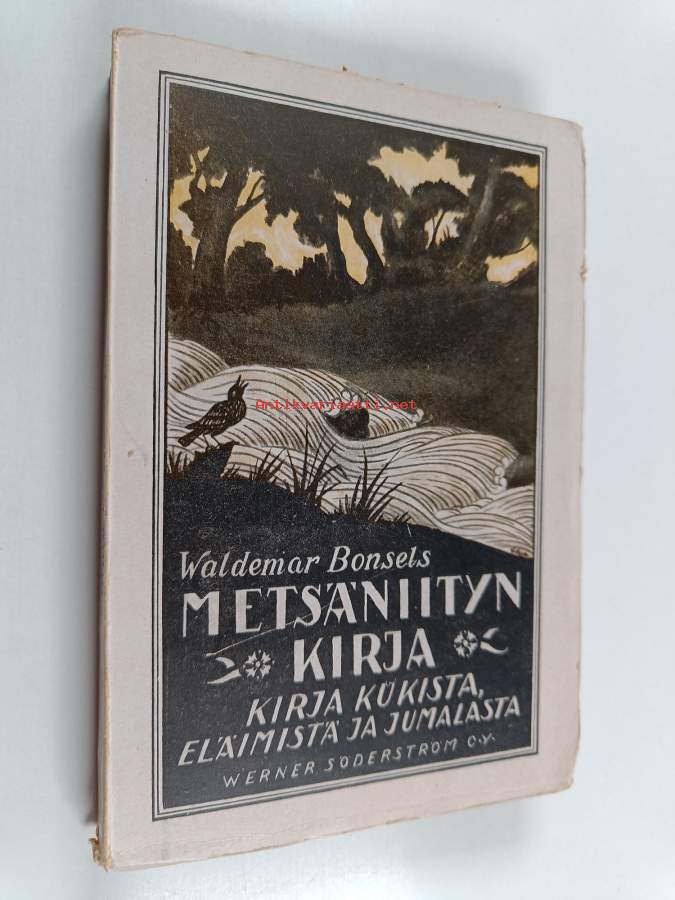 Antikvariaatti.net
Waldemar Bonsels
METSÄNIITYN
KIRJA
KIRJA KUKISTA,
ELÄIMISTÄ JA JUMALASTA
WERNER SÖDERSTRÖM O.Y.